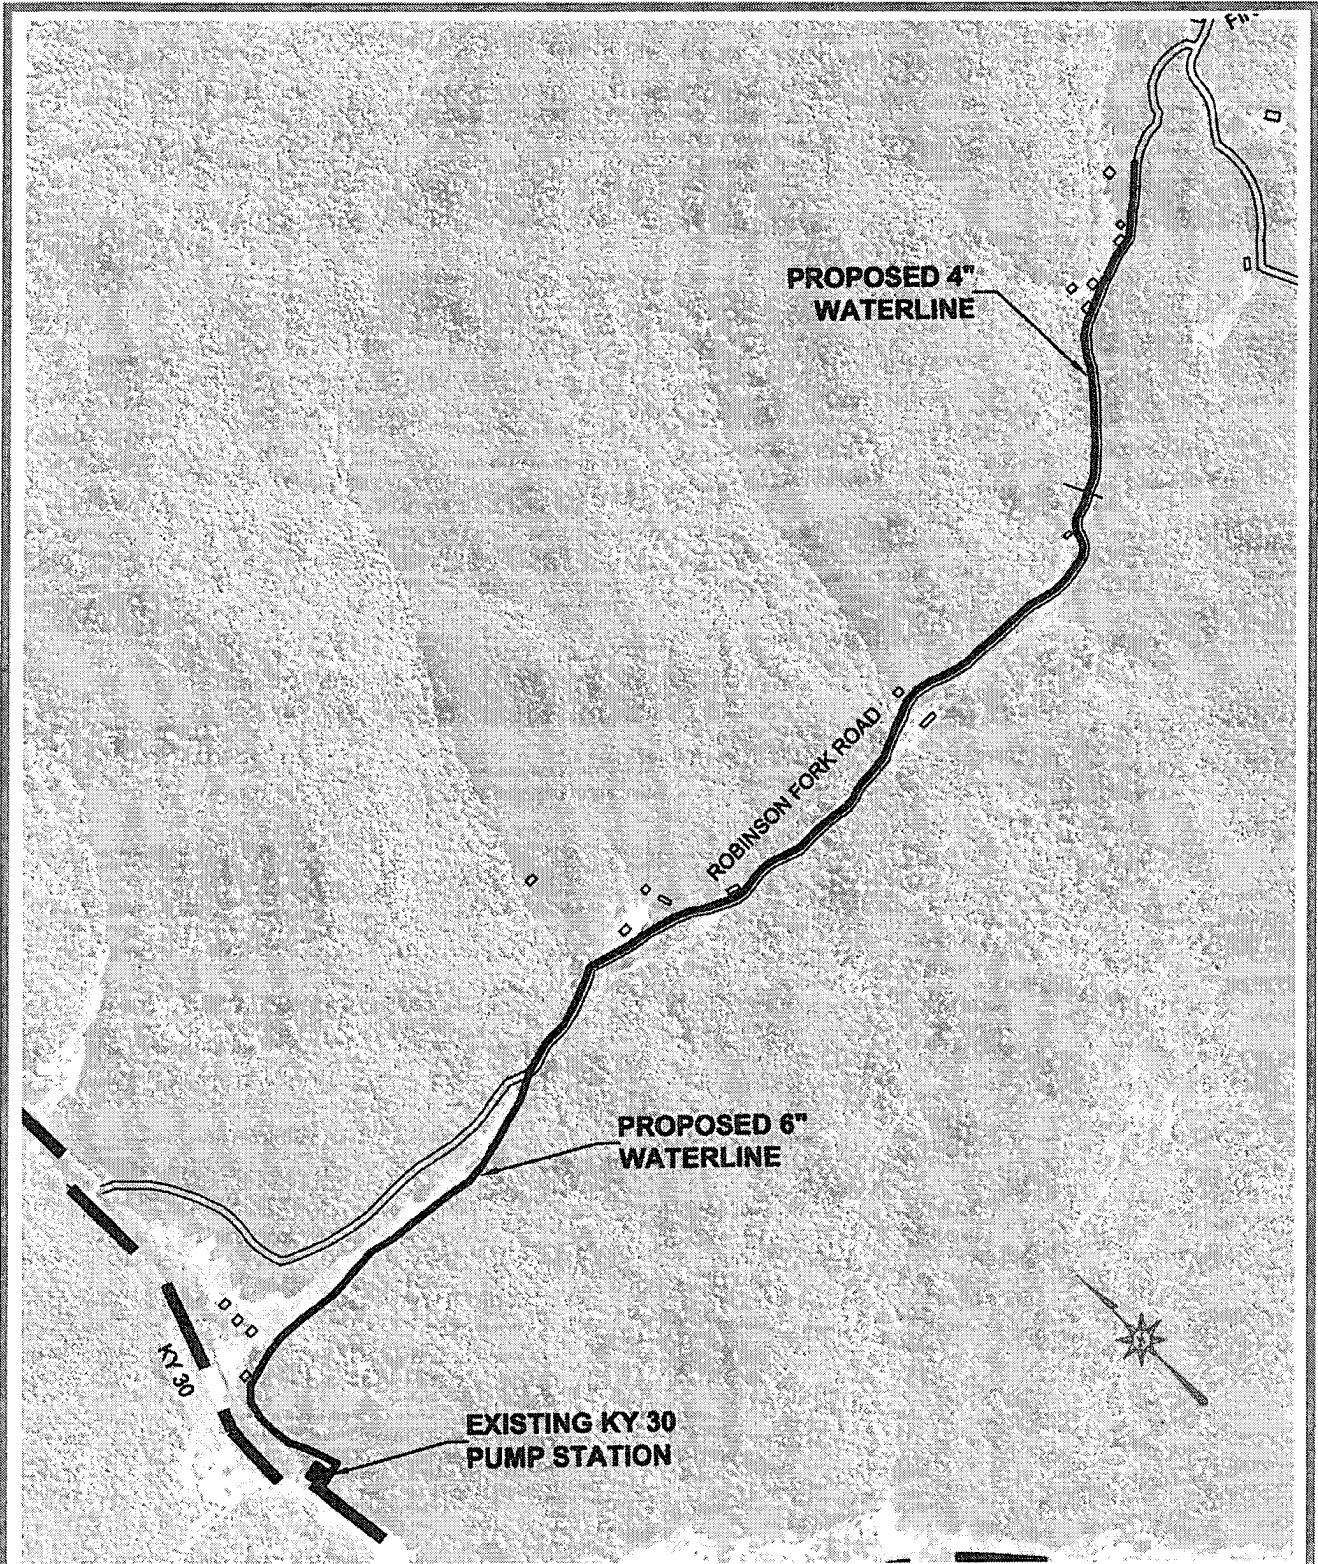 PROPOSED 4"
WATERLINE
ROBINSON FORK ROAD
PROPOSED 6"
WATERLINE
KY 30
EXISTING KY 30
PUMP STATION